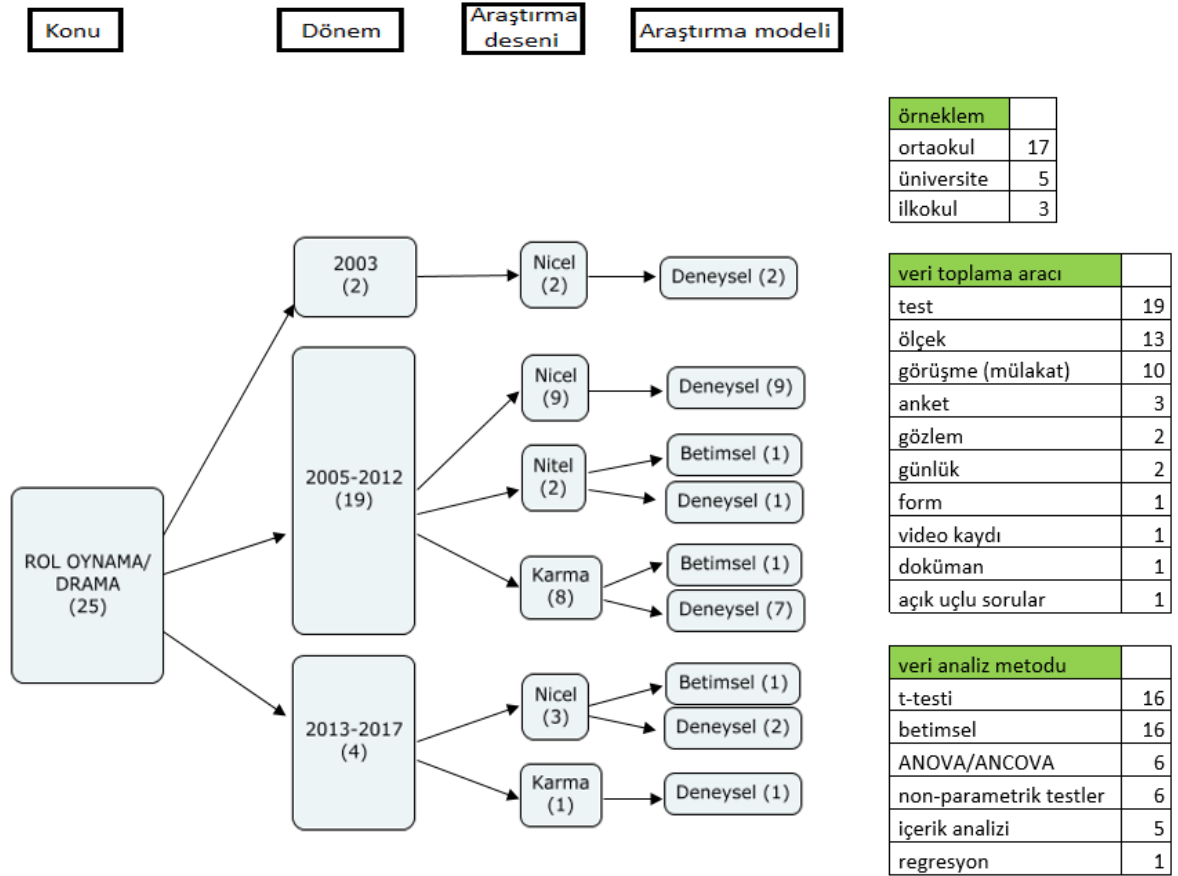 Konu
Dönem
Araştırma
deseni
Araştırma modeli
ROL OYNAMA/
DRAMA
(25)
2003
(2)
Nicel
(2)
Deneysel (2)
2005-2012
(19)
Nicel
(9)
Deneysel (9)
Nitel
(2)
Betimsel (1)
Deneysel (1)
Karma
(8)
Betimsel (1)
Deneysel (7)
2013-2017
(4)
Nicel
(3)
Betimsel (1)
Deneysel (2)
Karma
(1)
Deneysel (1)
örneklem
ortaokul 17
üniversite 5
ilkokul 3
veri toplama aracı
test 19
ölçek 13
görüşme (mülakat) 10
anket 3
gözlem 2
günlük 2
form 1
video kaydı 1
doküman 1
açık uçlu sorular 1
veri analiz metodu
t-testi 16
betimsel 16
ANOVA/ANCOVA 6
non-parametrik testler 6
içerik analizi 5
regresyon 1